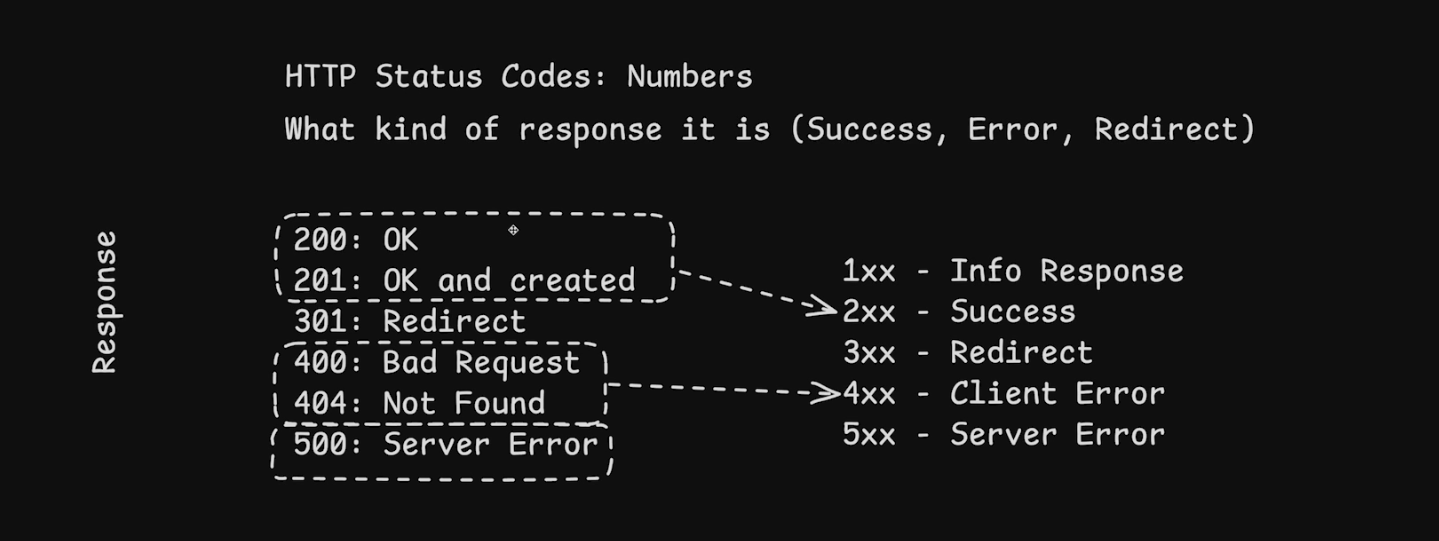 HTTP Status Codes: Numbers
What kind of response it is (Success, Error, Redirect)
Response
200: OK
201: OK and created
301: Redirect
400: Bad Request
404: Not Found
500: Server Error
1xx - Info Response
2xx - Success
3xx - Redirect
4xx - Client Error
5xx - Server Error